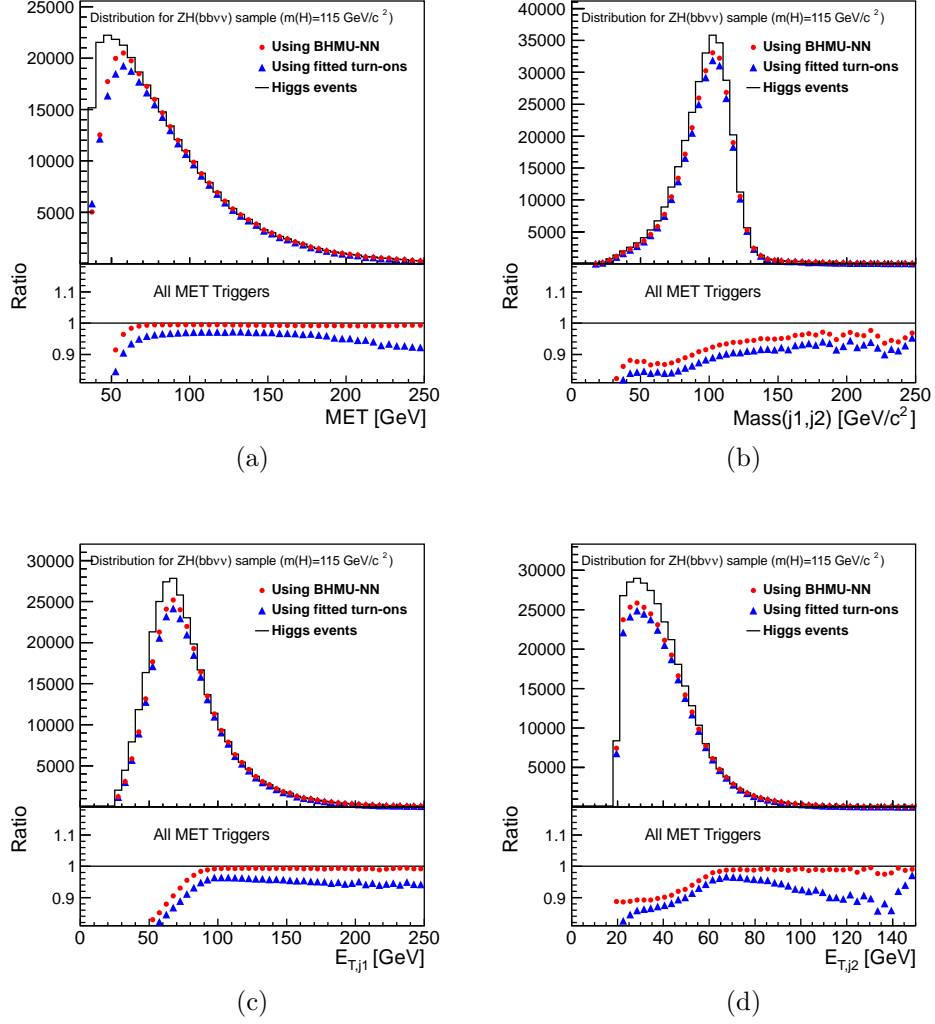 Distribution for ZH(bbνν) sample (m(H)=115 GeV/c²)
Using BHMU-NN
Using fitted turn-ons
Higgs events
25000
20000
15000
10000
5000
All MET Triggers
Ratio
1.1
1
0.9
50 100 150 200 250
MET [GeV]
(a)
Distribution for ZH(bbνν) sample (m(H)=115 GeV/c²)
Using BHMU-NN
Using fitted turn-ons
Higgs events
40000
35000
30000
25000
20000
15000
10000
5000
0
All MET Triggers
Ratio
1.1
1
0.9
0 50 100 150 200 250
Mass(j1,j2) [GeV/c²]
(b)
Distribution for ZH(bbνν) sample (m(H)=115 GeV/c²)
Using BHMU-NN
Using fitted turn-ons
Higgs events
30000
25000
20000
15000
10000
5000
All MET Triggers
Ratio
1.1
1
0.9
0 50 100 150 200 250
E_T,j1 [GeV]
(c)
Distribution for ZH(bbνν) sample (m(H)=115 GeV/c²)
Using BHMU-NN
Using fitted turn-ons
Higgs events
30000
25000
20000
15000
10000
5000
All MET Triggers
Ratio
1.1
1
0.9
0 20 40 60 80 100 120 140
E_T,j2 [GeV]
(d)